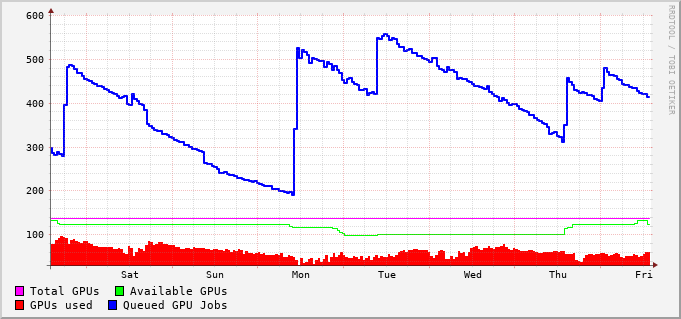 600
500
400
300
200
100
Sat Sun Mon Tue Wed Thu Fri
Total GPUs Available GPUs
GPUs used Queued GPU Jobs
RRDTOOL / TOBI OETIKER